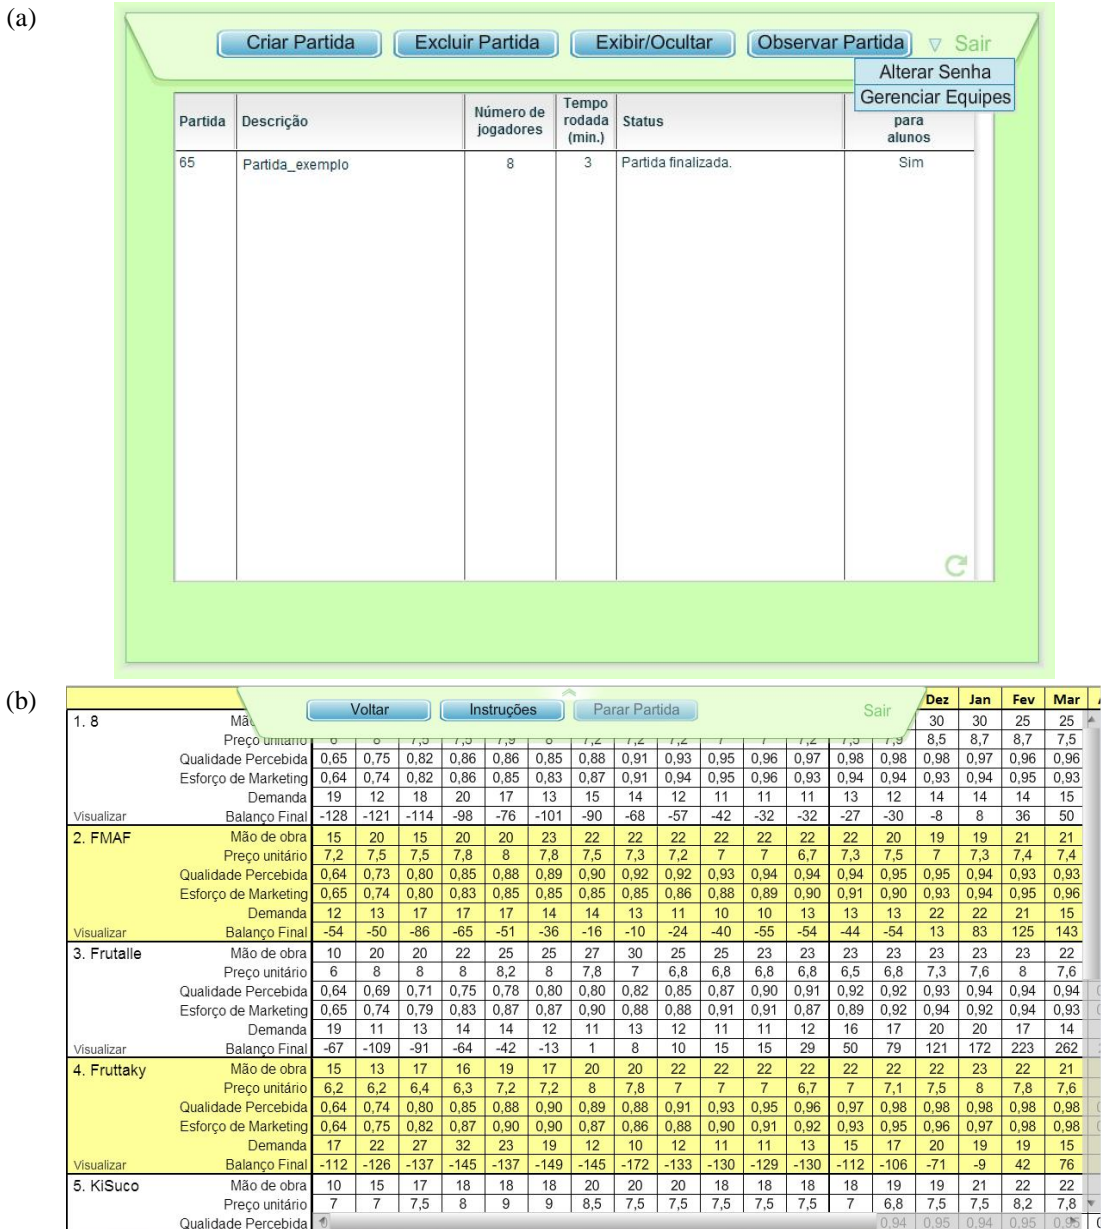 (a)
Criar Partida Excluir Partida Exibir/Ocultar Observar Partida Sair
Alterar Senha
Gerenciar Equipes
Partida Descrição Número de jogadores Tempo rodada (min.) Status para alunos
65 Partida_exemplo 8 3 Partida finalizada. Sim
(b)
Voltar Instruções Parar Partida Sair Dez Jan Fev Mar
1. 8 30 30 25 25
Preço unitário 8,5 8,7 8,7 7,5
Qualidade Percebida 0,65 0,75 0,82 0,86 0,86 0,85 0,88 0,91 0,93 0,95 0,96 0,97 0,98 0,98 0,98 0,97 0,96 0,96
Esforço de Marketing 0,64 0,74 0,82 0,86 0,85 0,83 0,87 0,91 0,94 0,95 0,96 0,93 0,94 0,94 0,93 0,94 0,95 0,93
Demanda 19 12 18 20 17 13 15 14 12 11 11 11 13 12 14 14 14 15
Visualizar Balanço Final -128 -121 -114 -98 -76 -101 -90 -68 -57 -42 -32 -32 -27 -30 -8 8 36 50
2. FMAF Mão de obra 15 20 15 20 20 23 22 22 22 22 22 22 22 20 19 19 21 21
Preço unitário 7,2 7,5 7,5 7,8 8 7,8 7,5 7,3 7,2 7 7 6,7 7,3 7,5 7 7,3 7,4 7,4
Qualidade Percebida 0,64 0,73 0,80 0,85 0,88 0,89 0,90 0,92 0,92 0,93 0,94 0,94 0,94 0,95 0,95 0,94 0,93 0,93
Esforço de Marketing 0,65 0,74 0,80 0,83 0,85 0,85 0,85 0,85 0,86 0,88 0,89 0,90 0,91 0,90 0,93 0,94 0,95 0,96
Demanda 12 13 17 17 17 14 14 13 11 10 10 13 13 13 22 22 21 15
Visualizar Balanço Final -54 -50 -86 -65 -51 -36 -16 -10 -24 -40 -55 -54 -44 -54 13 83 125 143
3. Frutalle Mão de obra 10 20 20 22 25 25 27 30 25 25 23 23 23 23 23 23 23 22
Preço unitário 6 8 8 8 8,2 8 7,8 7 6,8 6,8 6,8 6,8 6,5 6,8 7,3 7,6 8 7,6
Qualidade Percebida 0,64 0,69 0,71 0,75 0,78 0,80 0,80 0,82 0,85 0,87 0,90 0,91 0,92 0,92 0,93 0,94 0,94 0,94
Esforço de Marketing 0,65 0,74 0,79 0,83 0,87 0,87 0,90 0,88 0,88 0,91 0,91 0,87 0,89 0,92 0,94 0,92 0,94 0,93
Demanda 19 11 13 14 14 12 11 13 12 11 11 12 16 17 20 20 17 14
Visualizar Balanço Final -67 -109 -91 -64 -42 -13 1 8 10 15 15 29 50 79 121 172 223 262
4. Fruttaky Mão de obra 15 13 17 16 19 17 20 20 22 22 22 22 22 22 22 23 22 21
Preço unitário 6,2 6,2 6,4 6,3 7,2 7,2 8 7,8 7 7 7 6,7 7 7,1 7,5 8 7,8 7,6
Qualidade Percebida 0,64 0,74 0,80 0,85 0,88 0,90 0,89 0,88 0,91 0,93 0,95 0,96 0,97 0,98 0,98 0,98 0,98 0,98
Esforço de Marketing 0,64 0,75 0,82 0,87 0,90 0,90 0,87 0,86 0,88 0,90 0,91 0,92 0,93 0,95 0,96 0,97 0,98 0,98
Demanda 17 22 27 32 23 19 12 10 12 11 11 13 15 17 20 19 19 15
Visualizar Balanço Final -112 -126 -137 -145 -137 -149 -145 -172 -133 -130 -129 -130 -112 -106 -71 -9 42 76
5. KiSuco Mão de obra 10 15 17 18 18 18 20 20 20 18 18 18 18 19 19 21 22 22
Preço unitário 7 7 7,5 8 9 9 8,5 7,5 7,5 7,5 7,5 7,5 7 6,8 7,5 7,5 8,2 7,8
Qualidade Percebida 0,94 0,95 0,94 0,95 0,95